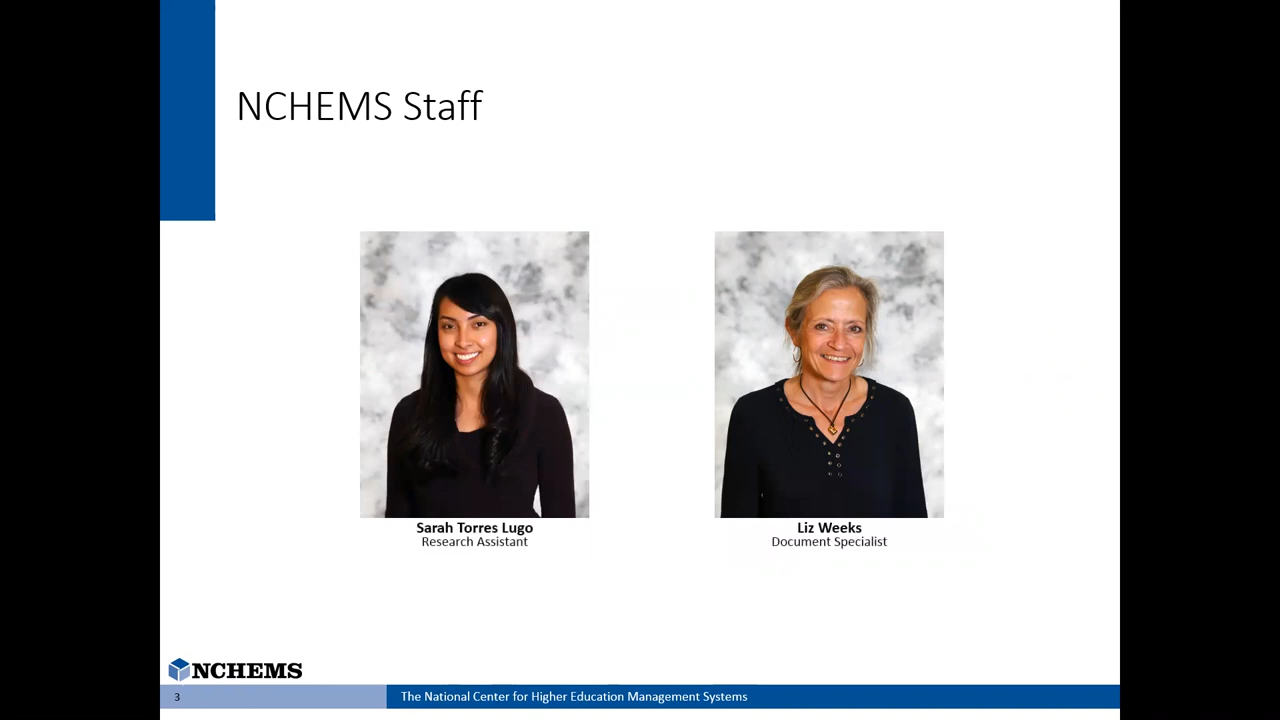 NCHEMS Staff
Sarah Torres Lugo
Research Assistant
Liz Weeks
Document Specialist
NCHEMS
3
The National Center for Higher Education Management Systems